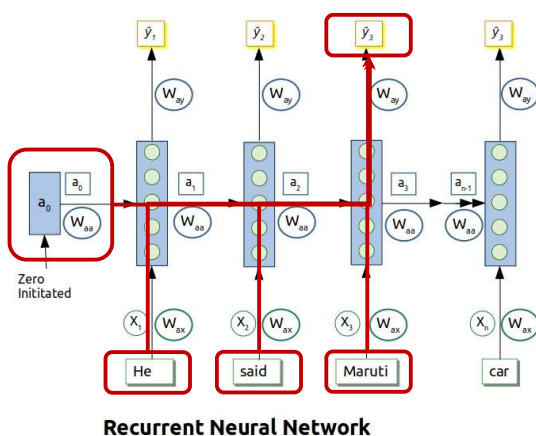 ŷ1 ŷ2 ŷ3 ŷ3
Way Way Way Way
a0 a0 a1 a2 a3 an-1
Waa Waa Waa Waa Waa
Zero
Inititated
X1 Wax X2 Wax X3 Wax Xn Wax
He said Maruti car
Recurrent Neural Network